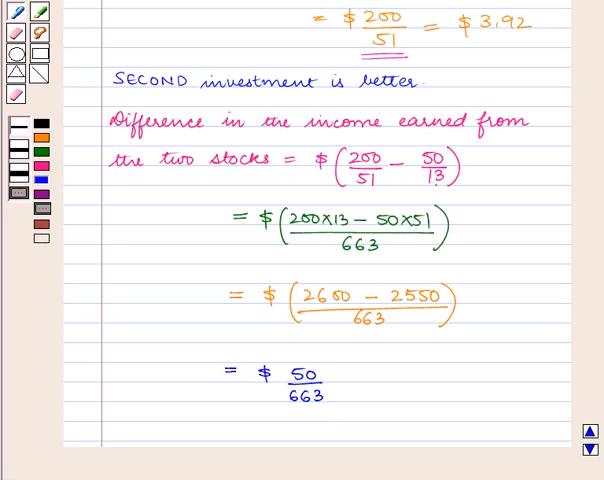 = $ 200/51 = $ 3.92
SECOND investment is better.
Difference in the income earned from
the two stocks = $ (200/51 − 50/13)
= $ (200×13 − 50×51 / 663)
= $ (2600 − 2550 / 663)
= $ 50/663